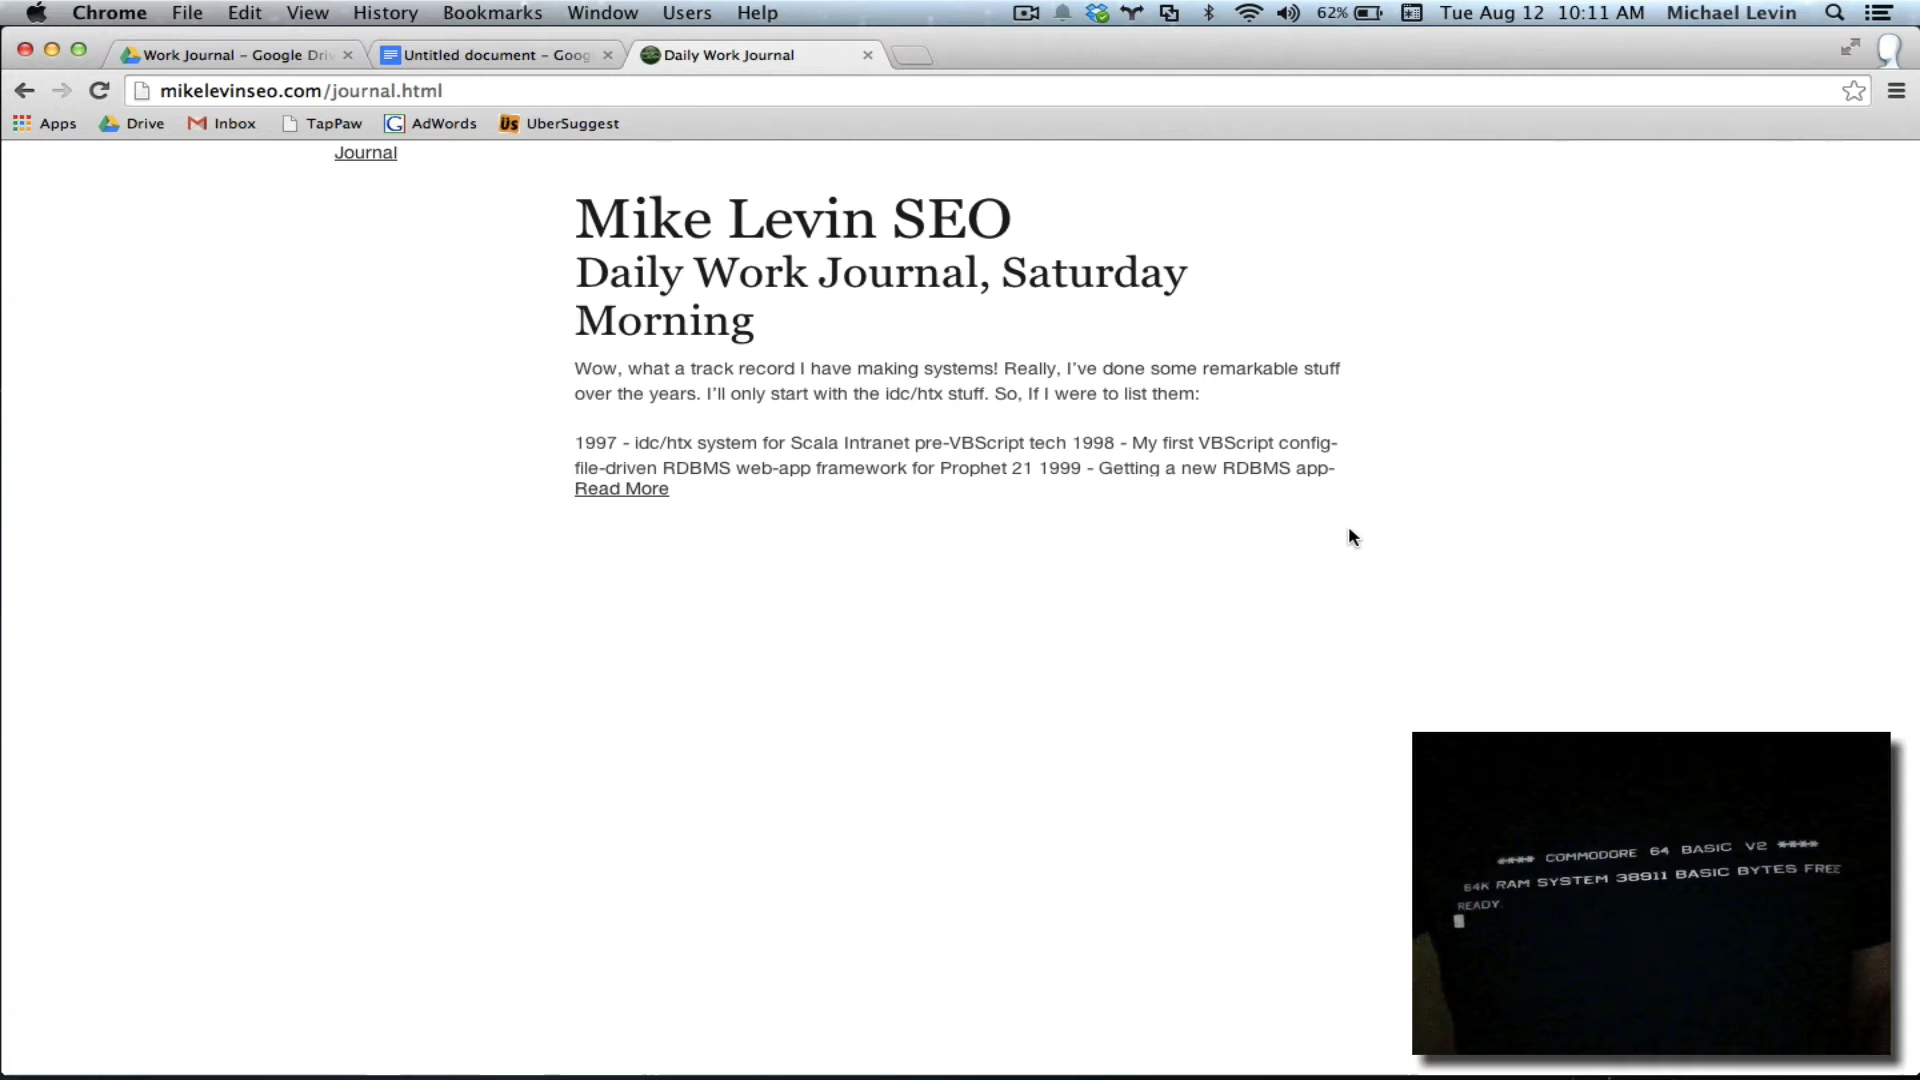 Chrome File Edit View History Bookmarks Window Users Help 62% Tue Aug 12 10:11 AM Michael Levin
Work Journal – Google Dri Untitled document – Goog Daily Work Journal
mikelevinseo.com/journal.html
Apps Drive Inbox TapPaw AdWords ÜS UberSuggest
Journal
Mike Levin SEO
Daily Work Journal, Saturday
Morning
Wow, what a track record I have making systems! Really, I’ve done some remarkable stuff
over the years. I’ll only start with the idc/htx stuff. So, If I were to list them:
1997 - idc/htx system for Scala Intranet pre-VBScript tech 1998 - My first VBScript config-
file-driven RDBMS web-app framework for Prophet 21 1999 - Getting a new RDBMS app-
Read More
**** COMMODORE 64 BASIC V2 ****
64K RAM SYSTEM 38911 BASIC BYTES FREE
READY.